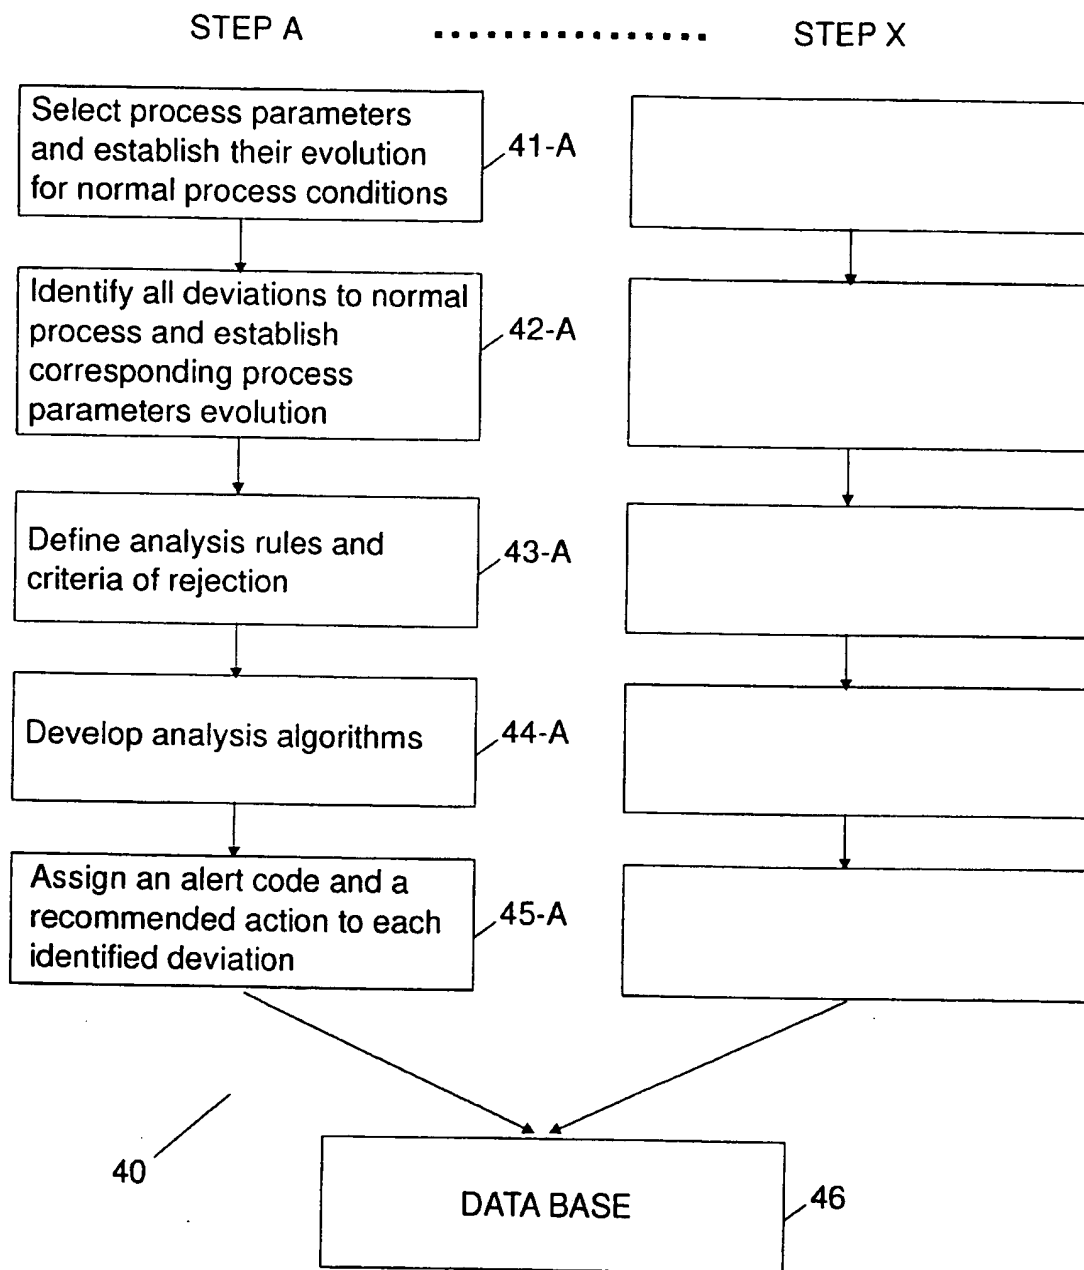 STEP A ................ STEP X
Select process parameters
and establish their evolution
for normal process conditions
41-A
Identify all deviations to normal
process and establish
corresponding process
parameters evolution
42-A
Define analysis rules and
criteria of rejection
43-A
Develop analysis algorithms
44-A
Assign an alert code and a
recommended action to each
identified deviation
45-A
40
DATA BASE
46